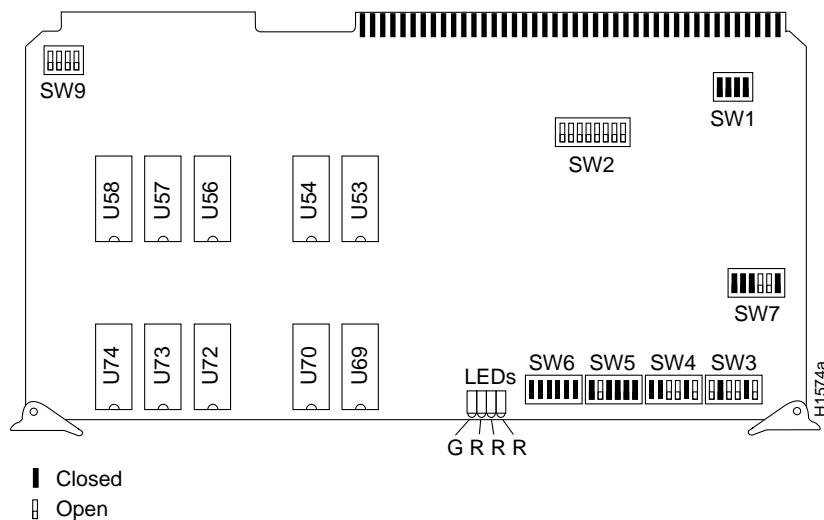 SW9
SW1
SW2
U58 U57 U56 U54 U53
SW7
U74 U73 U72 U70 U69
LEDs SW6 SW5 SW4 SW3
G R R R
H1574a
Closed
Open